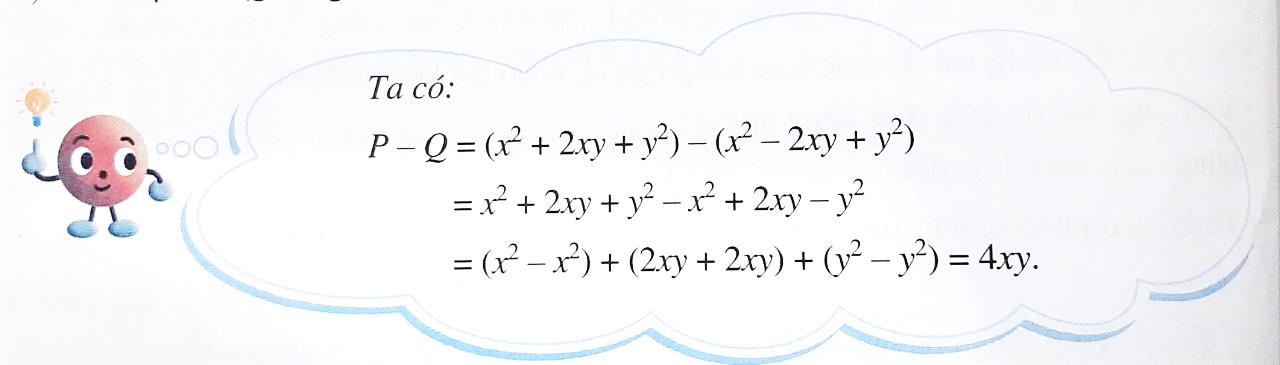 Ta có:
P – Q = (x² + 2xy + y²) – (x² – 2xy + y²)
= x² + 2xy + y² – x² + 2xy – y²
= (x² – x²) + (2xy + 2xy) + (y² – y²) = 4xy.